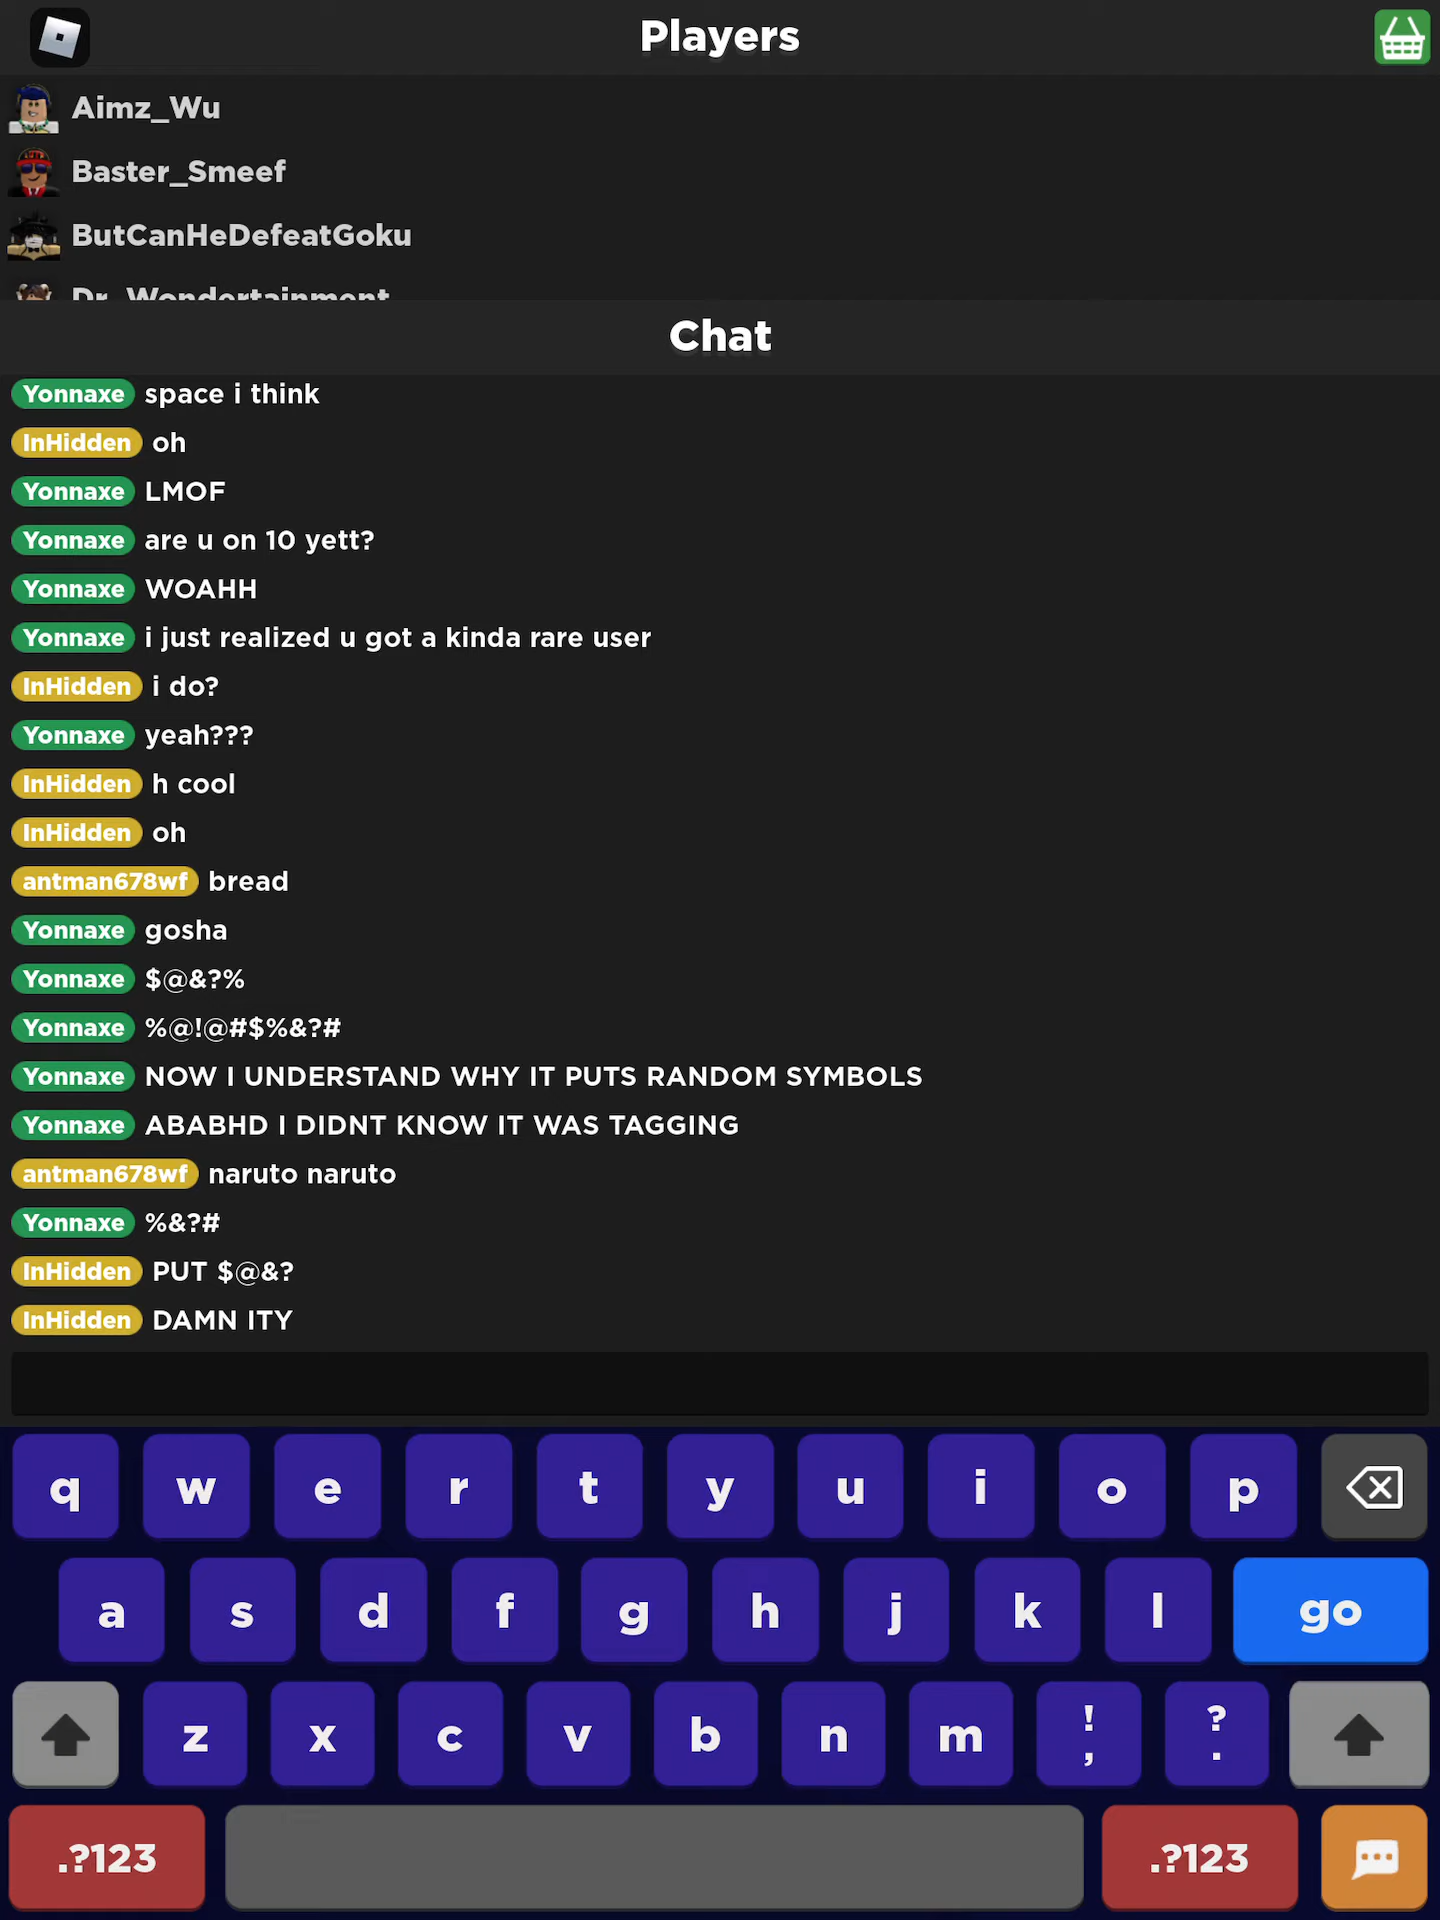 Players
Aimz_Wu
Baster_Smeef
ButCanHeDefeatGoku
Dr_Wondertainment
Chat
Yonnaxe space i think
InHidden oh
Yonnaxe LMOF
Yonnaxe are u on 10 yett?
Yonnaxe WOAHH
Yonnaxe i just realized u got a kinda rare user
InHidden i do?
Yonnaxe yeah???
InHidden h cool
InHidden oh
antman678wf bread
Yonnaxe gosha
Yonnaxe $@&?%
Yonnaxe %@!@#$%&?#
Yonnaxe NOW I UNDERSTAND WHY IT PUTS RANDOM SYMBOLS
Yonnaxe ABABHD I DIDNT KNOW IT WAS TAGGING
antman678wf naruto naruto
Yonnaxe %&?#
InHidden PUT $@&?
InHidden DAMN ITY
q w e r t y u i o p
a s d f g h j k l go
z x c v b n m ! , ? .
.?123 .?123